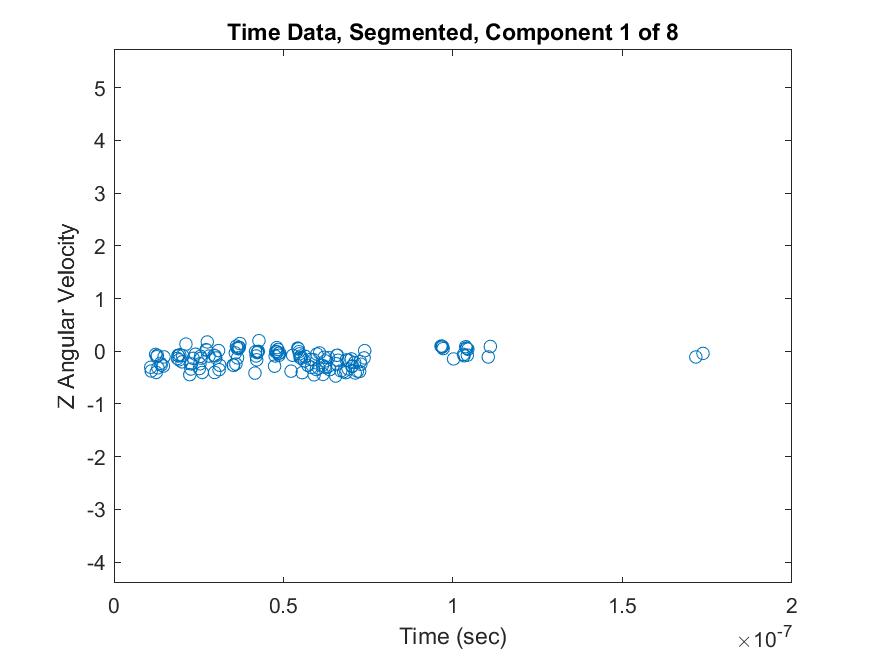 Time Data, Segmented, Component 1 of 8
5
4
3
2
1
0
-1
-2
-3
-4
Z Angular Velocity
0 0.5 1 1.5 2
Time (sec)
×10⁻⁷